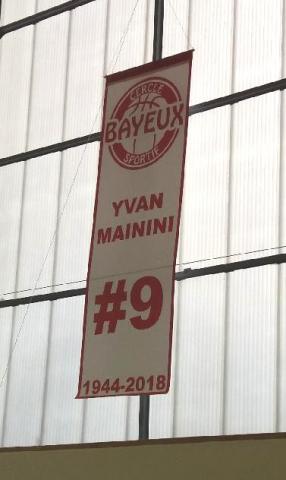 CERCLE
BAYEUX
SPORTIF
YVAN
MAININI
#9
1944-2018